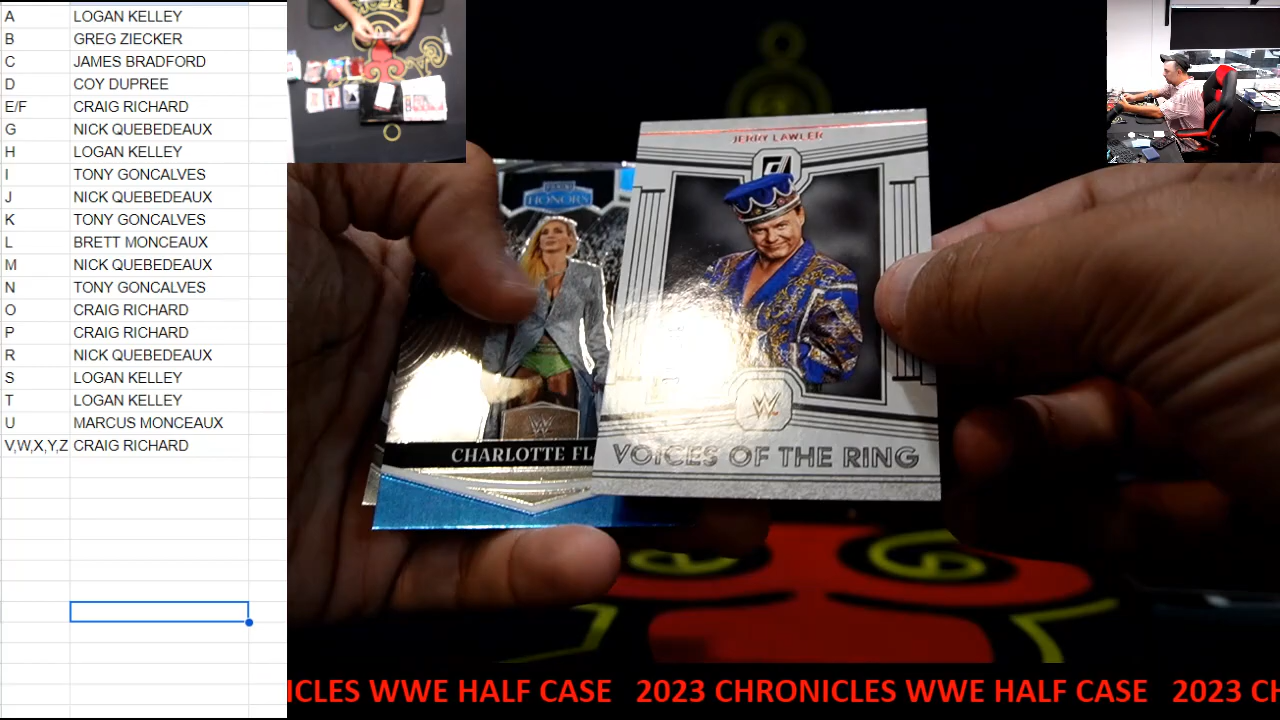 A LOGAN KELLEY
B GREG ZIECKER
C JAMES BRADFORD
D COY DUPREE
E/F CRAIG RICHARD
G NICK QUEBEDEAUX
H LOGAN KELLEY
I TONY GONCALVES
J NICK QUEBEDEAUX
K TONY GONCALVES
L BRETT MONCEAUX
M NICK QUEBEDEAUX
N TONY GONCALVES
O CRAIG RICHARD
P CRAIG RICHARD
R NICK QUEBEDEAUX
S LOGAN KELLEY
T LOGAN KELLEY
U MARCUS MONCEAUX
V,W,X,Y,Z CRAIG RICHARD
JERRY LAWLER
HONORS
W
CHARLOTTE FL
W
VOICES OF THE RING
ICLES WWE HALF CASE 2023 CHRONICLES WWE HALF CASE 2023 CH